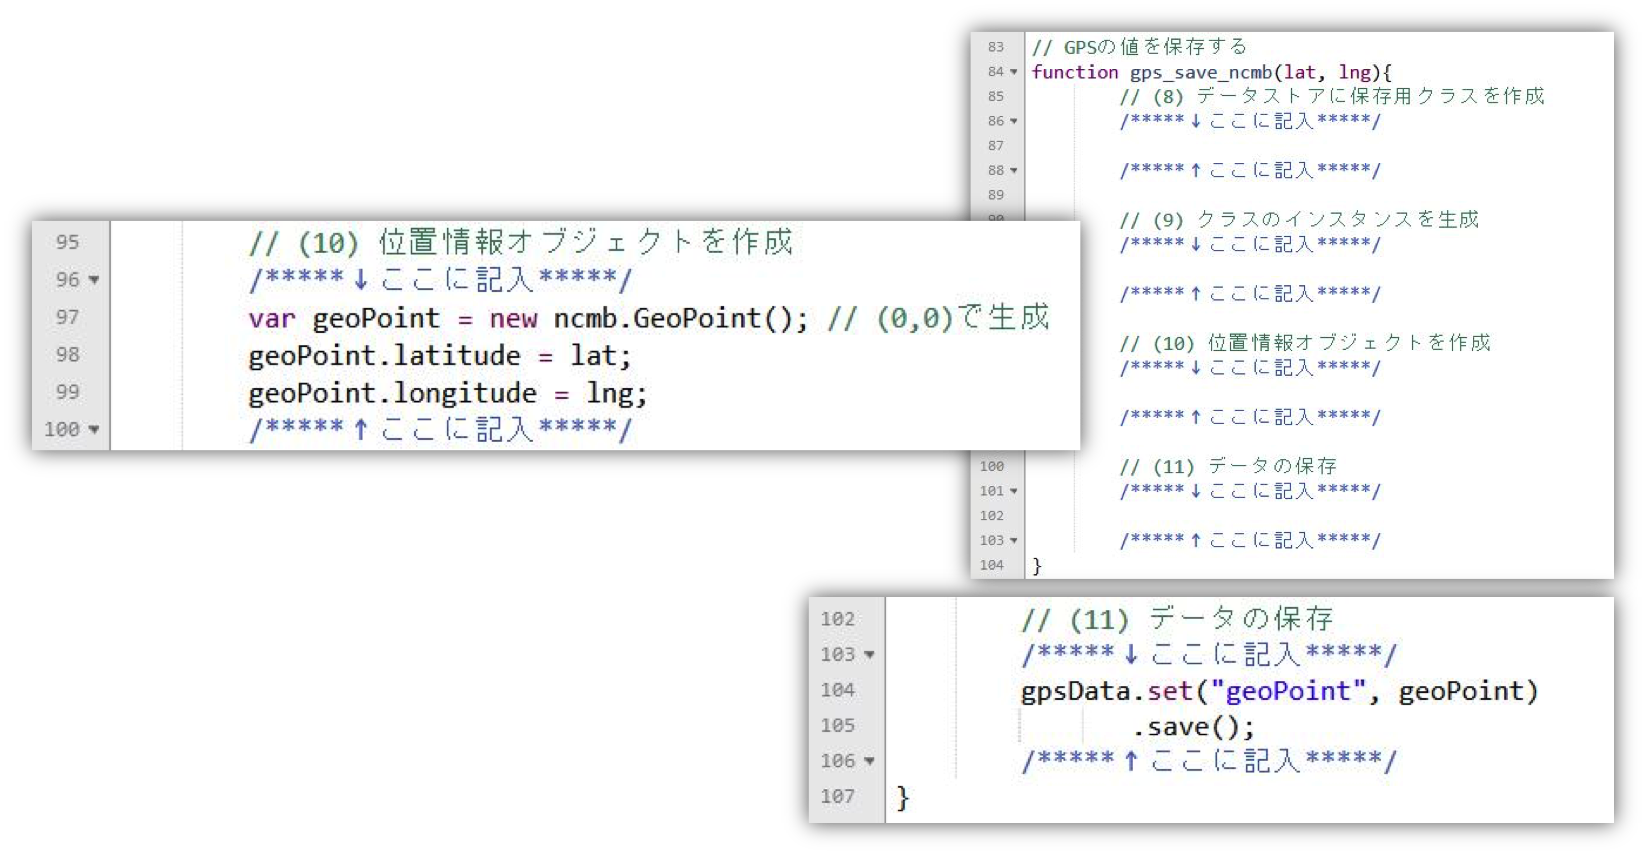 83 // GPSの値を保存する
84 function gps_save_ncmb(lat, lng){
85 // (8) データストアに保存用クラスを作成
86 /*****↓ここに記入*****/
87
88 /*****↑ここに記入*****/
89
// (9) クラスのインスタンスを生成
/*****↓ここに記入*****/
/*****↑ここに記入*****/
// (10) 位置情報オブジェクトを作成
/*****↓ここに記入*****/
/*****↑ここに記入*****/
100 // (11) データの保存
101 /*****↓ここに記入*****/
102
103 /*****↑ここに記入*****/
104 }
95 // (10) 位置情報オブジェクトを作成
96 /*****↓ここに記入*****/
97 var geoPoint = new ncmb.GeoPoint(); // (0,0)で生成
98 geoPoint.latitude = lat;
99 geoPoint.longitude = lng;
100 /*****↑ここに記入*****/
102 // (11) データの保存
103 /*****↓ここに記入*****/
104 gpsData.set("geoPoint", geoPoint)
105 .save();
106 /*****↑ここに記入*****/
107 }